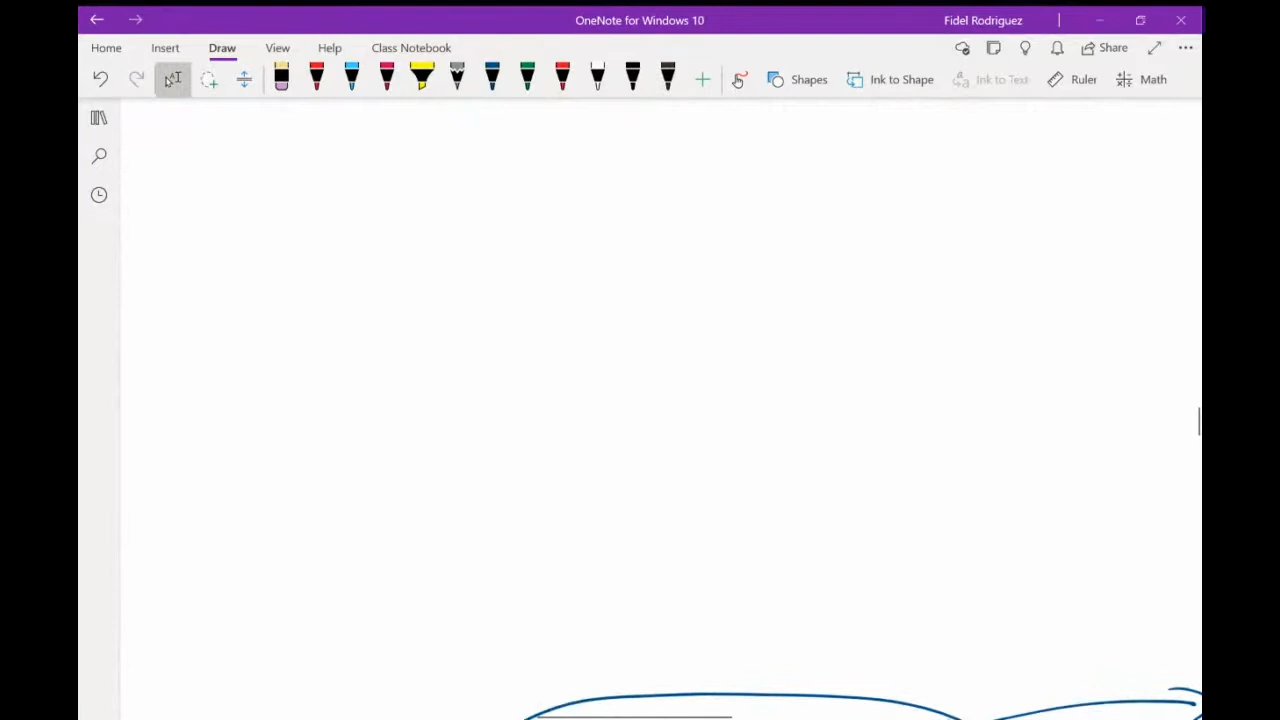 OneNote for Windows 10 Fidel Rodriguez
Home Insert Draw View Help Class Notebook Share
Shapes Ink to Shape Ink to Text Ruler Math